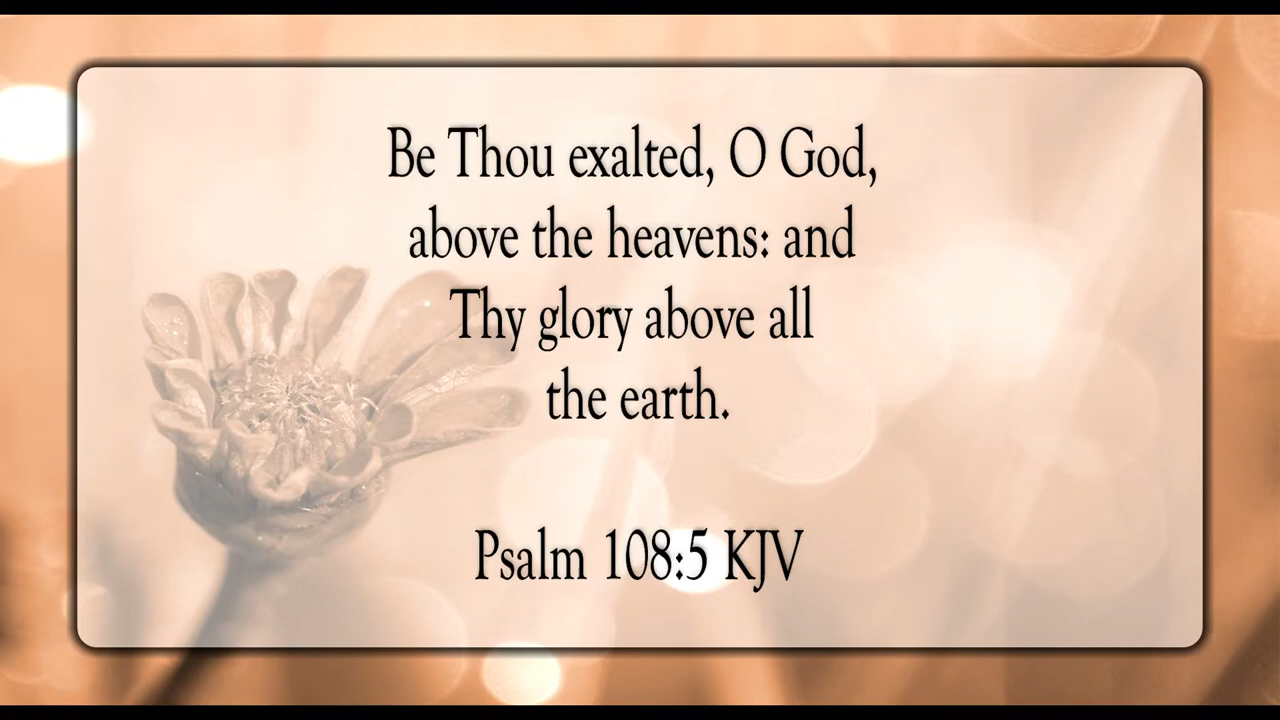 Be Thou exalted, O God,
above the heavens: and
Thy glory above all
the earth.
Psalm 108:5 KJV